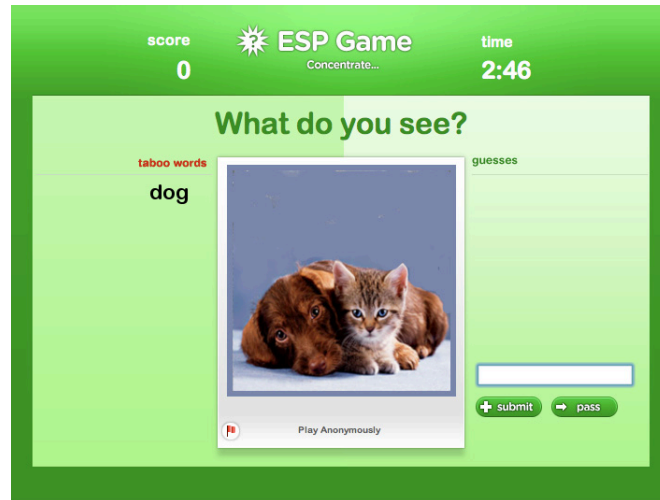 score
0
ESP Game
Concentrate...
time
2:46
What do you see?
taboo words
dog
guesses
submit
pass
Play Anonymously